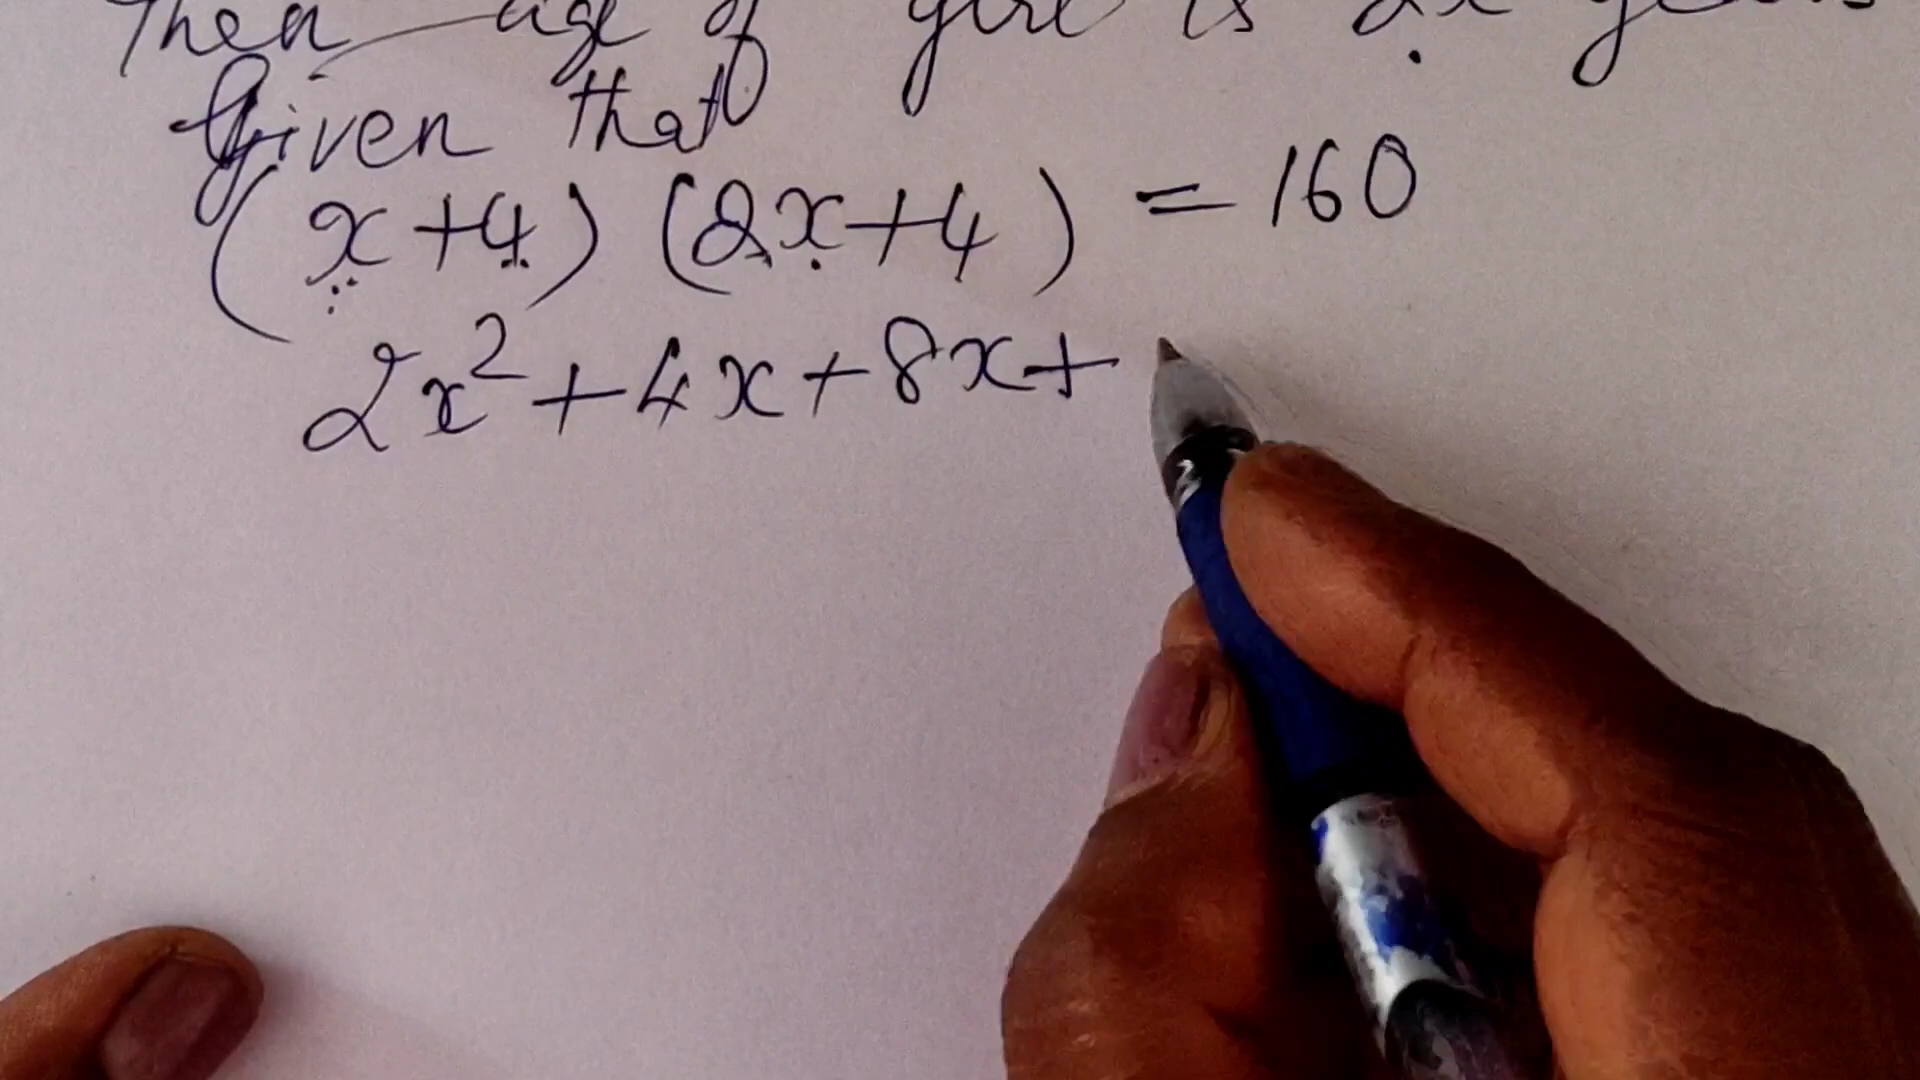 Then age of girl is 2x years
Given that
(x+4) (2x+4) = 160
2x² + 4x + 8x +